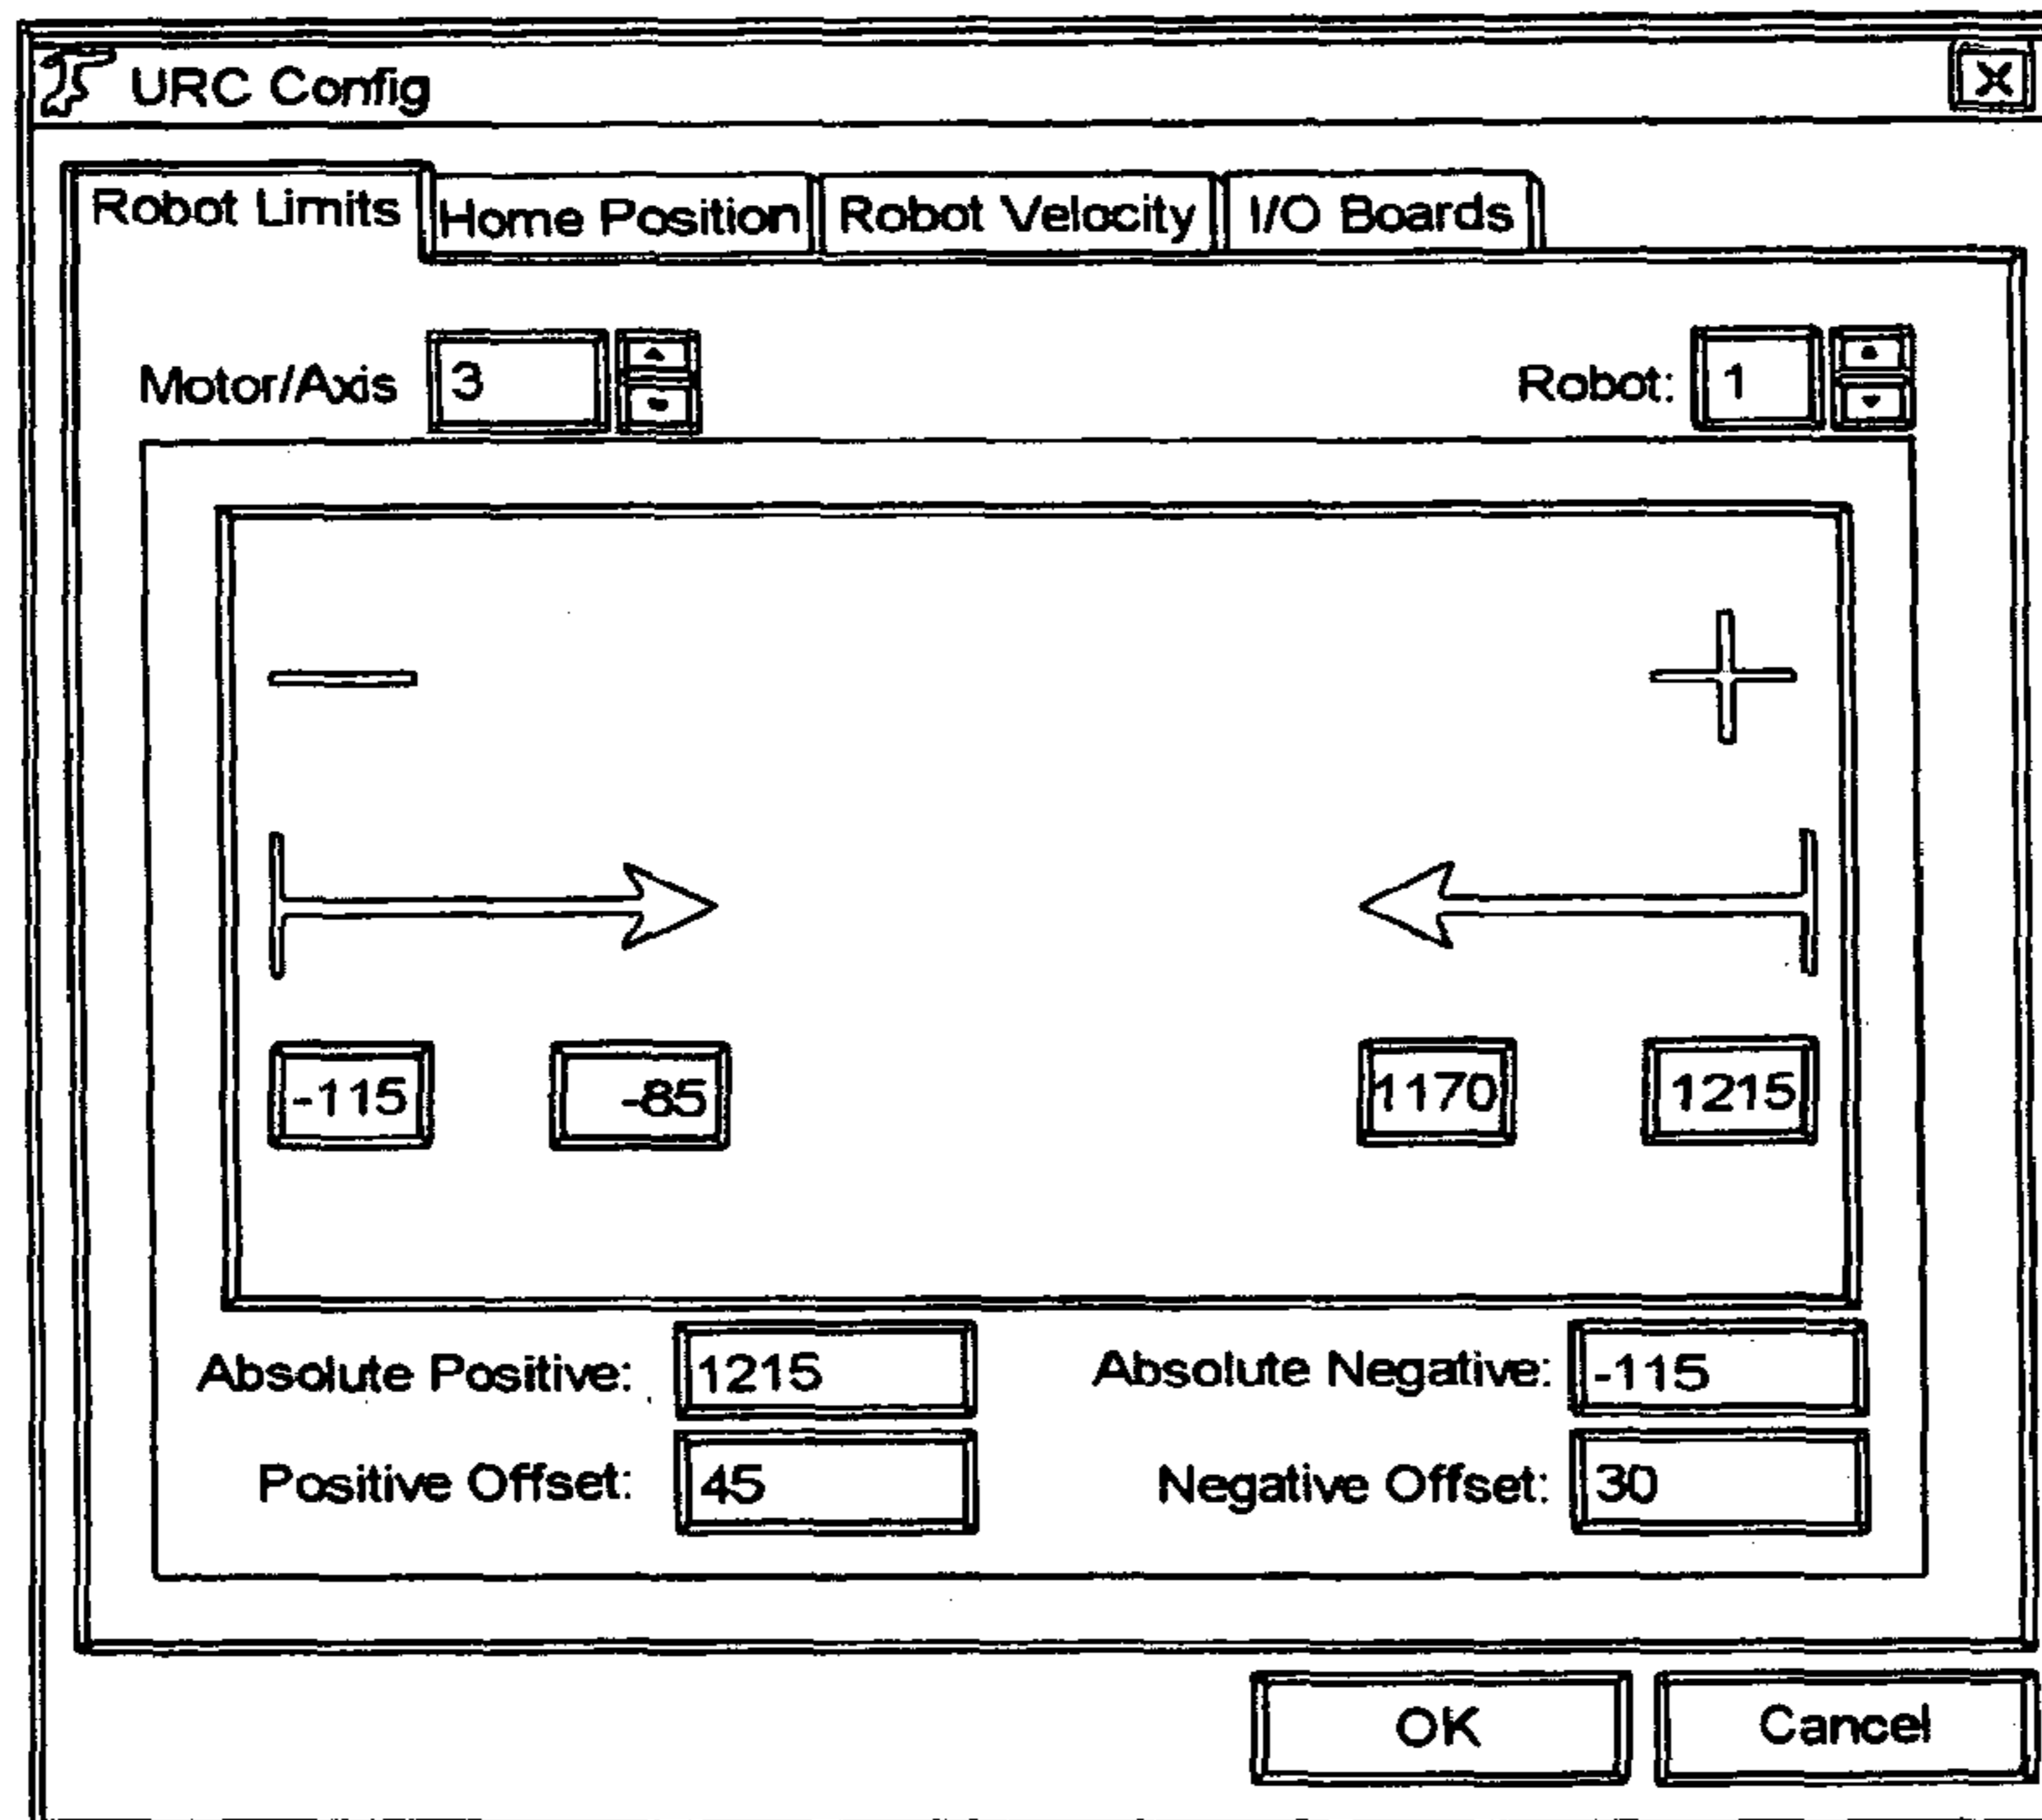 URC Config X
Robot Limits Home Position Robot Velocity I/O Boards
Motor/Axis 3 Robot: 1
-115 -85 1170 1215
Absolute Positive: 1215 Absolute Negative: -115
Positive Offset: 45 Negative Offset: 30
OK Cancel